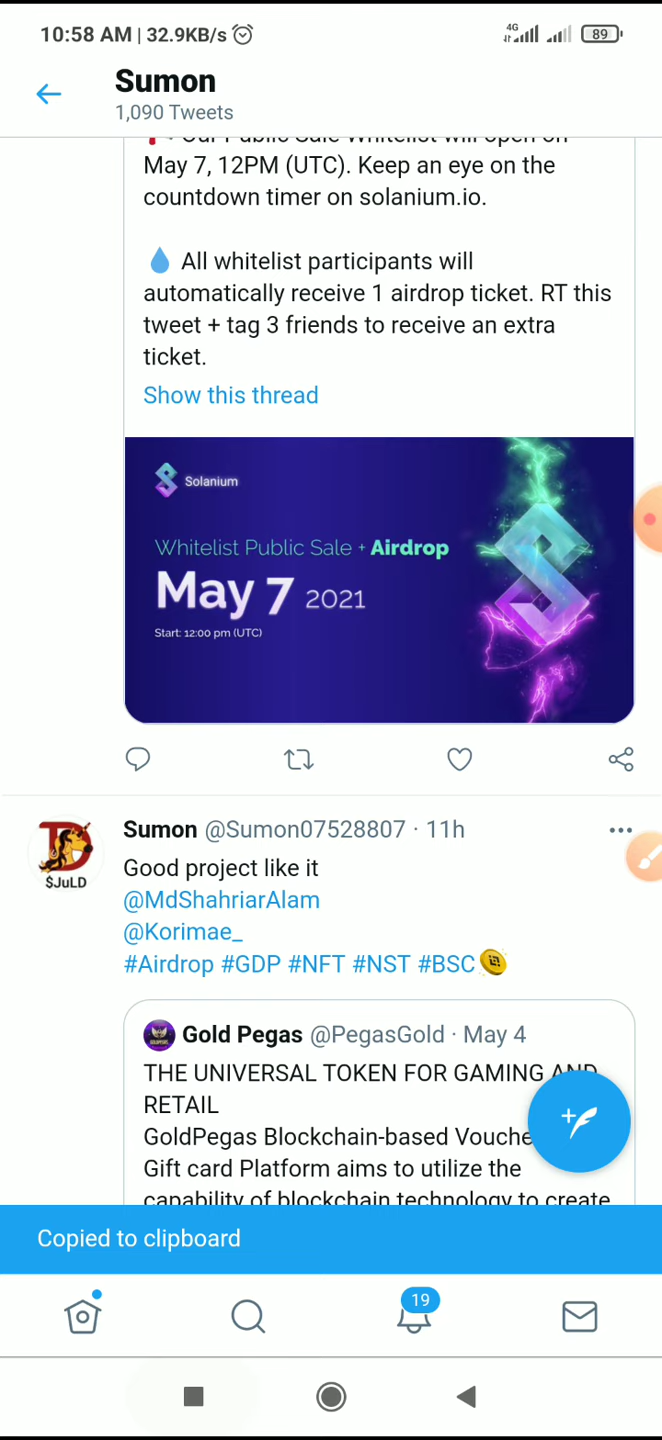 10:58 AM | 32.9KB/s
4G
89
Sumon
1,090 Tweets
Our Public Sale Whitelist will open on
May 7, 12PM (UTC). Keep an eye on the
countdown timer on solanium.io.
💧 All whitelist participants will
automatically receive 1 airdrop ticket. RT this
tweet + tag 3 friends to receive an extra
ticket.
Show this thread
Solanium
Whitelist Public Sale + Airdrop
May 7 2021
Start: 12:00 pm (UTC)
Sumon @Sumon07528807 · 11h
$JuLD
Good project like it
@MdShahriarAlam
@Korimae_
#Airdrop #GDP #NFT #NST #BSC
Gold Pegas @PegasGold · May 4
THE UNIVERSAL TOKEN FOR GAMING AND
RETAIL
GoldPegas Blockchain-based Vouche
Gift card Platform aims to utilize the
capability of blockchain technology to create
Copied to clipboard
19